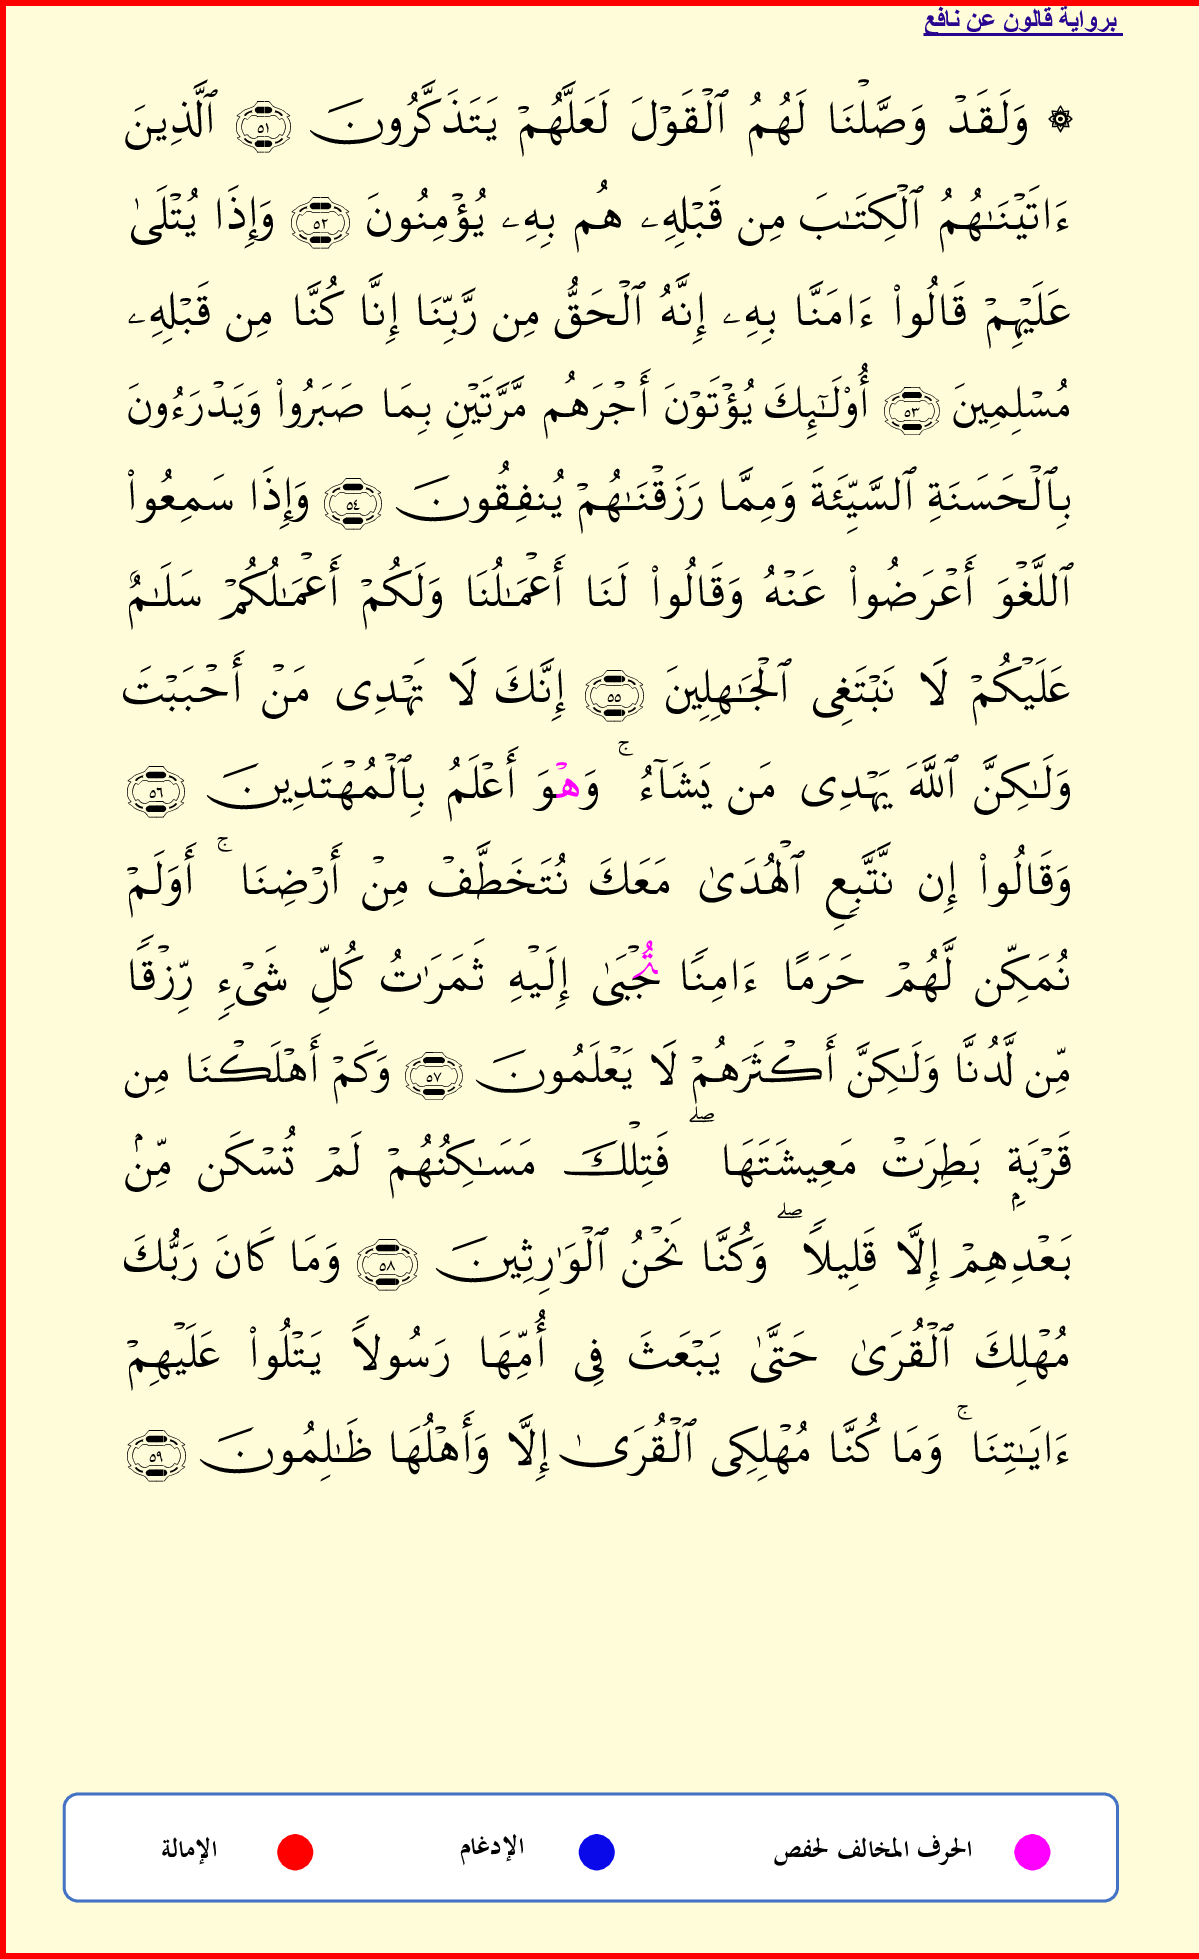 برواية قالون عن نافع
۞ وَلَقَدْ وَصَّلْنَا لَهُمُ ٱلْقَوْلَ لَعَلَّهُمْ يَتَذَكَّرُونَ ٥١ ٱلَّذِينَ
ءَاتَيْنَٰهُمُ ٱلْكِتَٰبَ مِن قَبْلِهِۦ هُم بِهِۦ يُؤْمِنُونَ ٥٢ وَإِذَا يُتْلَىٰ
عَلَيْهِمْ قَالُوا۟ ءَامَنَّا بِهِۦ إِنَّهُ ٱلْحَقُّ مِن رَّبِّنَا إِنَّا كُنَّا مِن قَبْلِهِۦ
مُسْلِمِينَ ٥٣ أُوْلَٰٓئِكَ يُؤْتَوْنَ أَجْرَهُم مَّرَّتَيْنِ بِمَا صَبَرُوا۟ وَيَدْرَءُونَ
بِٱلْحَسَنَةِ ٱلسَّيِّئَةَ وَمِمَّا رَزَقْنَٰهُمْ يُنفِقُونَ ٥٤ وَإِذَا سَمِعُوا۟
ٱللَّغْوَ أَعْرَضُوا۟ عَنْهُ وَقَالُوا۟ لَنَا أَعْمَٰلُنَا وَلَكُمْ أَعْمَٰلُكُمْ سَلَٰمٌ
عَلَيْكُمْ لَا نَبْتَغِى ٱلْجَٰهِلِينَ ٥٥ إِنَّكَ لَا تَهْدِى مَنْ أَحْبَبْتَ
وَلَٰكِنَّ ٱللَّهَ يَهْدِى مَن يَشَآءُ ۚ وَهْوَ أَعْلَمُ بِٱلْمُهْتَدِينَ ٥٦
وَقَالُوا۟ إِن نَّتَّبِعِ ٱلْهُدَىٰ مَعَكَ نُتَخَطَّفْ مِنْ أَرْضِنَا ۚ أَوَلَمْ
نُمَكِّن لَّهُمْ حَرَمًا ءَامِنًا تُجْبَىٰ إِلَيْهِ ثَمَرَٰتُ كُلِّ شَىْءٍ رِّزْقًا
مِّن لَّدُنَّا وَلَٰكِنَّ أَكْثَرَهُمْ لَا يَعْلَمُونَ ٥٧ وَكَمْ أَهْلَكْنَا مِن
قَرْيَةٍۭ بَطِرَتْ مَعِيشَتَهَا ۖ فَتِلْكَ مَسَٰكِنُهُمْ لَمْ تُسْكَن مِّنۢ
بَعْدِهِمْ إِلَّا قَلِيلًا ۖ وَكُنَّا نَحْنُ ٱلْوَٰرِثِينَ ٥٨ وَمَا كَانَ رَبُّكَ
مُهْلِكَ ٱلْقُرَىٰ حَتَّىٰ يَبْعَثَ فِى أُمِّهَا رَسُولًا يَتْلُوا۟ عَلَيْهِمْ
ءَايَٰتِنَا ۚ وَمَا كُنَّا مُهْلِكِى ٱلْقُرَىٰ إِلَّا وَأَهْلُهَا ظَٰلِمُونَ ٥٩
الحرف المخالف لحفص الإدغام الإمالة